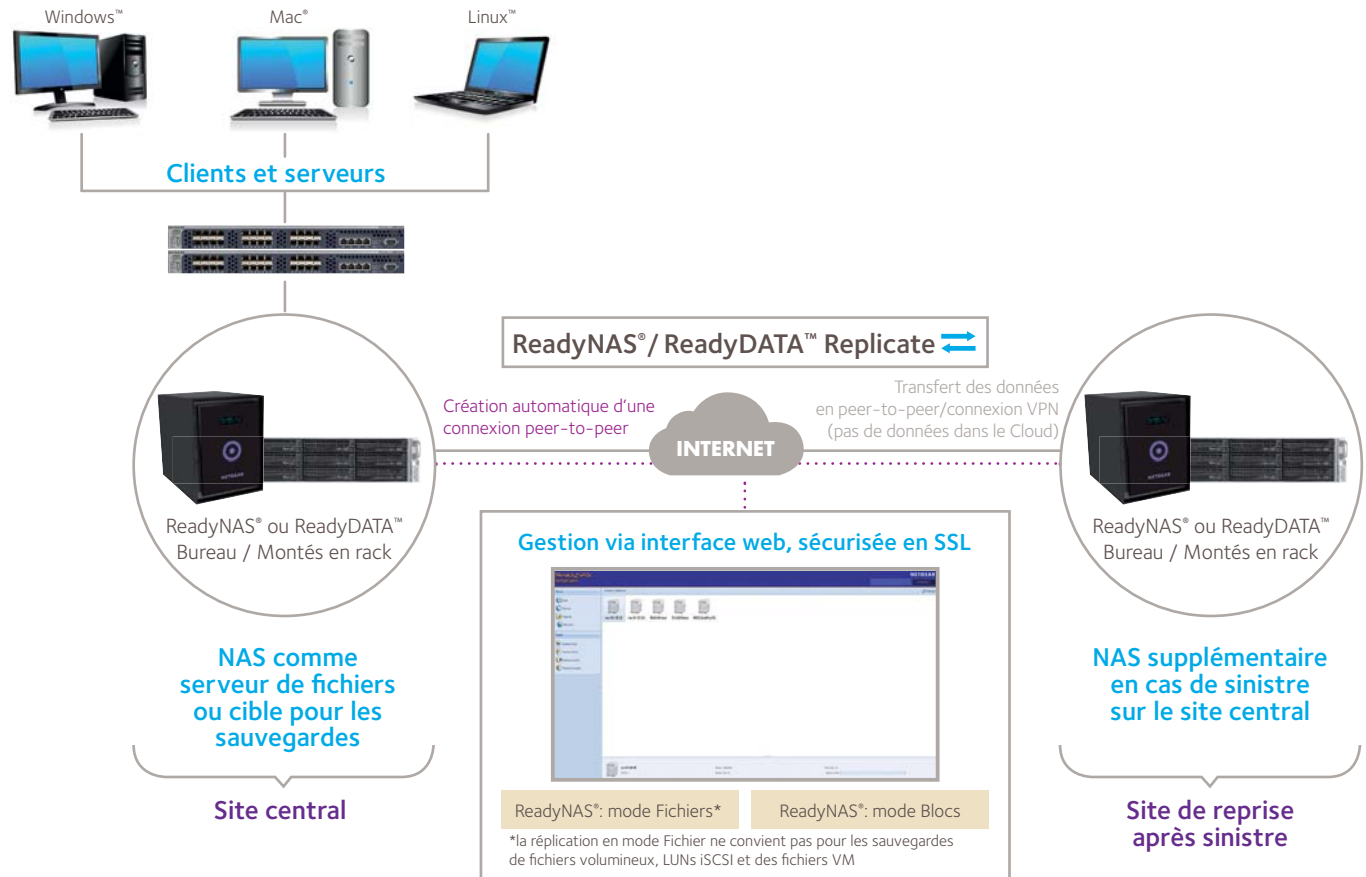 Windows™
Mac®
Linux™
Clients et serveurs
ReadyNAS®/ ReadyDATA™ Replicate
Création automatique d'une
connexion peer-to-peer
INTERNET
Transfert des données
en peer-to-peer/connexion VPN
(pas de données dans le Cloud)
NETGEAR
ReadyNAS® ou ReadyDATA™
Bureau / Montés en rack
NETGEAR
ReadyNAS® ou ReadyDATA™
Bureau / Montés en rack
Gestion via interface web, sécurisée en SSL
NETGEAR
NAS comme
serveur de fichiers
ou cible pour les
sauvegardes
Site central
NAS supplémentaire
en cas de sinistre
sur le site central
Site de reprise
après sinistre
ReadyNAS®: mode Fichiers*
ReadyNAS®: mode Blocs
*la réplication en mode Fichier ne convient pas pour les sauvegardes
de fichiers volumineux, LUNs iSCSI et des fichiers VM